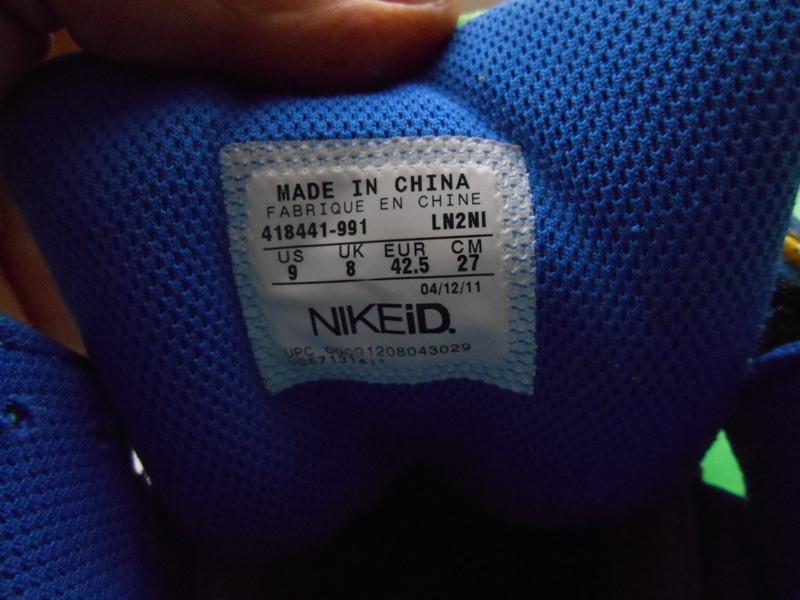 MADE IN CHINA
FABRIQUE EN CHINE
418441-991 LN2NI
US UK EUR CM
9 8 42.5 27
04/12/11
NIKEiD.
UPC